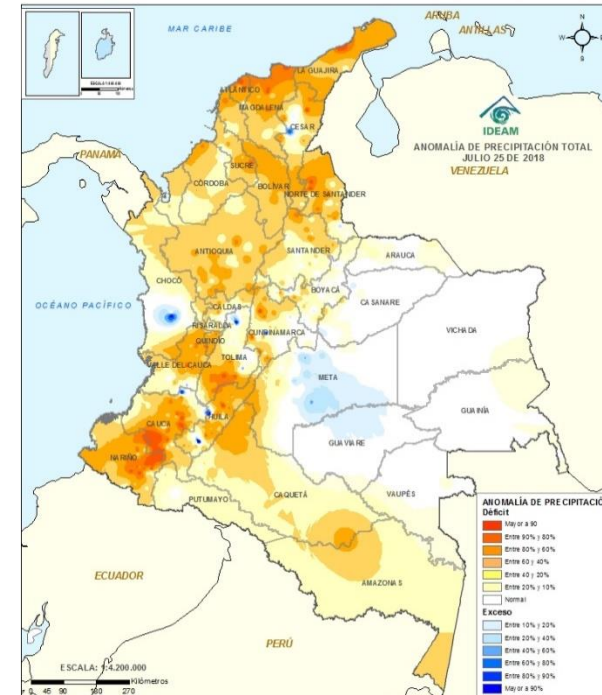 MAR CARIBE
ARUBA
ANTILLAS
N
LA GUAJIRA
ATLÁNTICO
MAGDALENA
CESAR
IDEAM
ANOMALÍA DE PRECIPITACIÓN TOTAL
JULIO 25 DE 2018
VENEZUELA
PANAMA
SUCRE
CÓRDOBA
BOLÍVAR
NORTE DE SANTANDER
ANTIOQUIA
SANTANDER
ARAUCA
CHOCÓ
BOYACÁ
CASANARE
OCÉANO PACÍFICO
CALDAS
RISARALDA
CUNDINAMARCA
VICHADA
QUINDIO
TOLIMA
VALLE DEL CAUCA
META
GUAINÍA
CAUCA
HUILA
GUAVIARE
NARIÑO
PUTUMAYO
CAQUETÁ
VAUPÉS
AMAZONAS
ECUADOR
PERÚ
ANOMALÍA DE PRECIPITACIÓ
Déficit
Mayor a 90
Entre 90% y 80%
Entre 80% y 60%
Entre 60 y 40%
Entre 40 y 20%
Entre 20% y 10%
Normal
Exceso
Entre 10% y 20%
Entre 20% y 40%
Entre 40% y 60%
Entre 60% y 80%
Entre 80% y 90%
Mayor a 90%
ESCALA: 1:4.200.000
Kilómetros
0 45 90 180 270